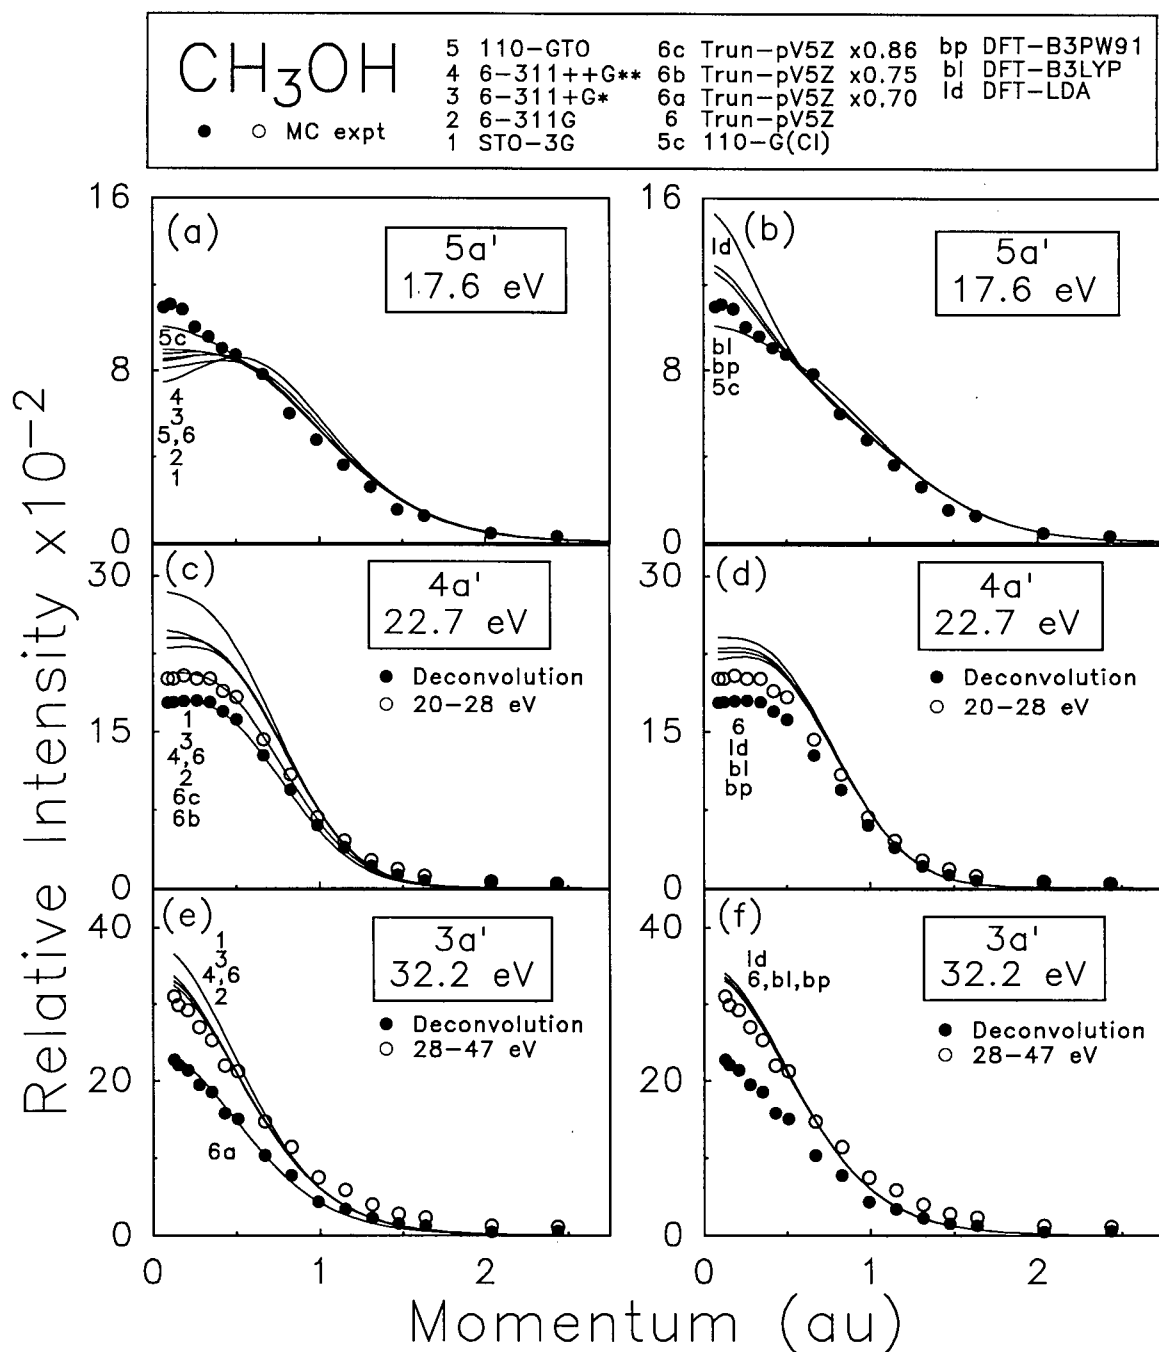 CH3OH
● ○ MC expt
5 110-GTO
4 6-311++G**
3 6-311+G*
2 6-311G
1 STO-3G
6c Trun-pV5Z x0.86
6b Trun-pV5Z x0.75
6a Trun-pV5Z x0.70
6 Trun-pV5Z
5c 110-G(CI)
bp DFT-B3PW91
bl DFT-B3LYP
ld DFT-LDA
Relative Intensity x10-2
16
8
0
(a)
5a'
17.6 eV
5c
4
3
5,6
2
1
16
8
0
(b)
5a'
17.6 eV
ld
bl
bp
5c
30
15
0
(c)
4a'
22.7 eV
● Deconvolution
○ 20-28 eV
1
3
4,6
2
6c
6b
30
15
0
(d)
4a'
22.7 eV
● Deconvolution
○ 20-28 eV
6
ld
bl
bp
40
20
0
(e)
3a'
32.2 eV
● Deconvolution
○ 28-47 eV
1
3
4,6
2
6a
0 1 2
40
20
0
(f)
3a'
32.2 eV
● Deconvolution
○ 28-47 eV
ld
6,bl,bp
0 1 2
Momentum (au)